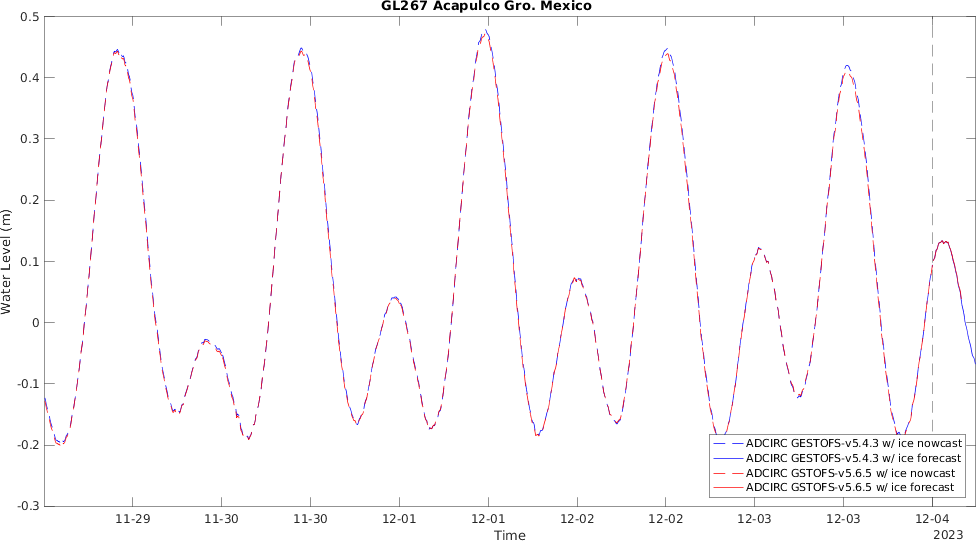 GL267 Acapulco Gro. Mexico
0.5
0.4
0.3
0.2
0.1
0
-0.1
-0.2
-0.3
Water Level (m)
ADCIRC GESTOFS-v5.4.3 w/ ice nowcast
ADCIRC GESTOFS-v5.4.3 w/ ice forecast
ADCIRC GSTOFS-v5.6.5 w/ ice nowcast
ADCIRC GSTOFS-v5.6.5 w/ ice forecast
11-29 11-30 11-30 12-01 12-01 12-02 12-02 12-03 12-03 12-04
Time
2023